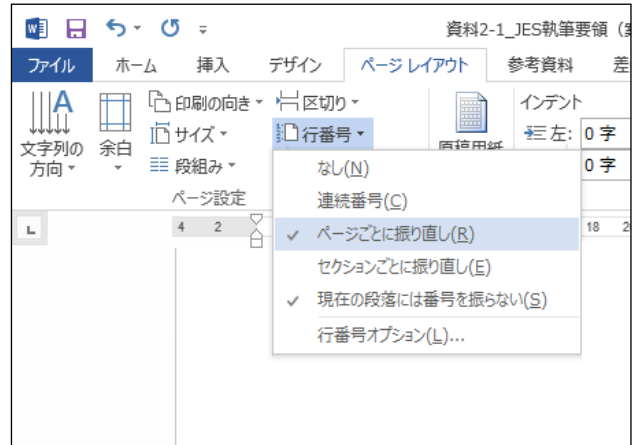 資料2-1_JES執筆要領
ファイル ホーム 挿入 デザイン ページ レイアウト 参考資料 差
文字列の方向
余白
印刷の向き
サイズ
段組み
区切り
行番号
原稿用紙
インデント
左: 0 字
0 字
ページ設定
なし(N)
連続番号(C)
ページごとに振り直し(R)
セクションごとに振り直し(E)
現在の段落には番号を振らない(S)
行番号オプション(L)...
4 2 18